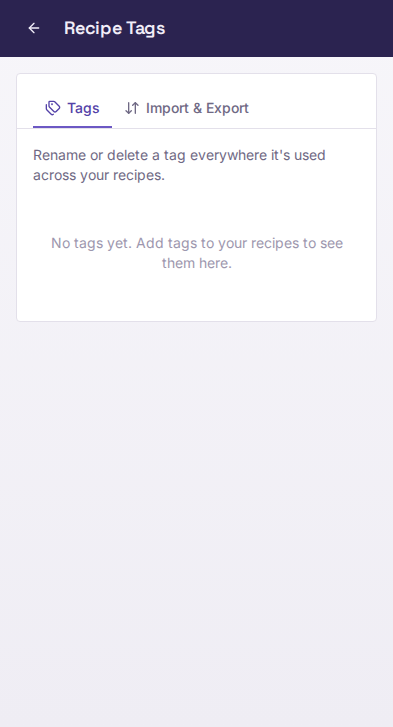 Recipe Tags
Tags
Import & Export
Rename or delete a tag everywhere it's used
across your recipes.
No tags yet. Add tags to your recipes to see
them here.